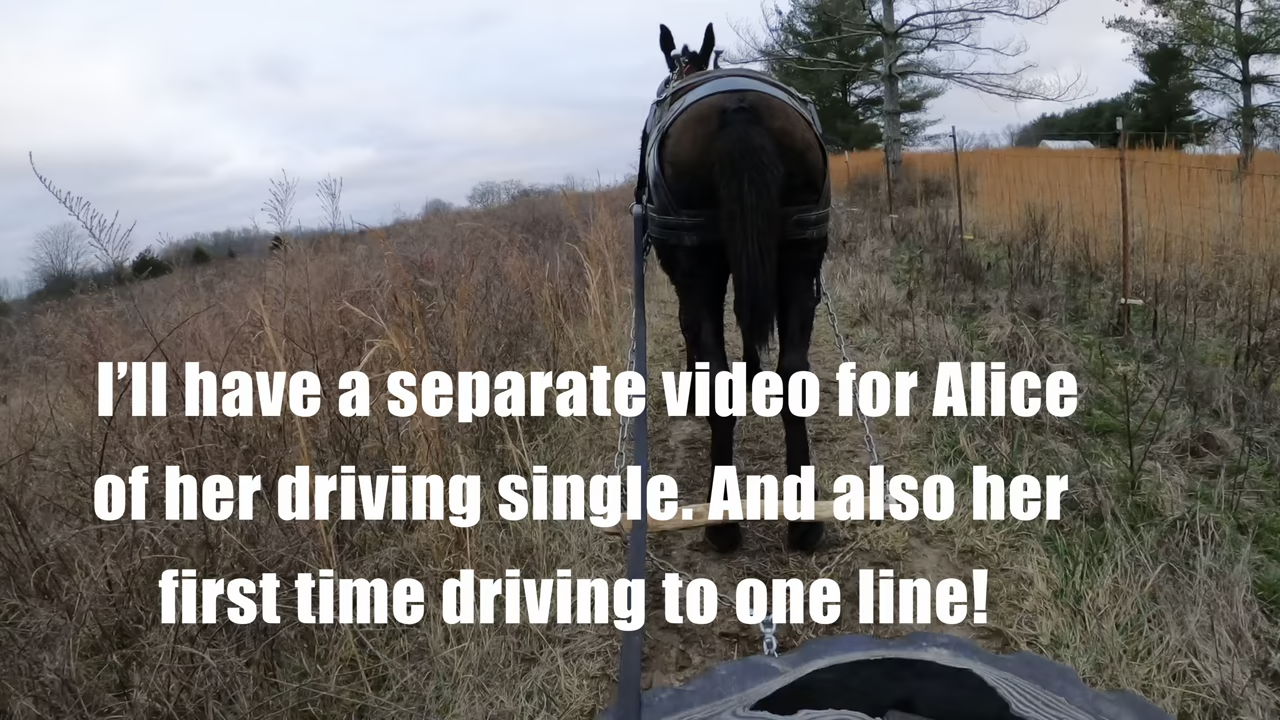 I’ll have a separate video for Alice
of her driving single. And also her
first time driving to one line!